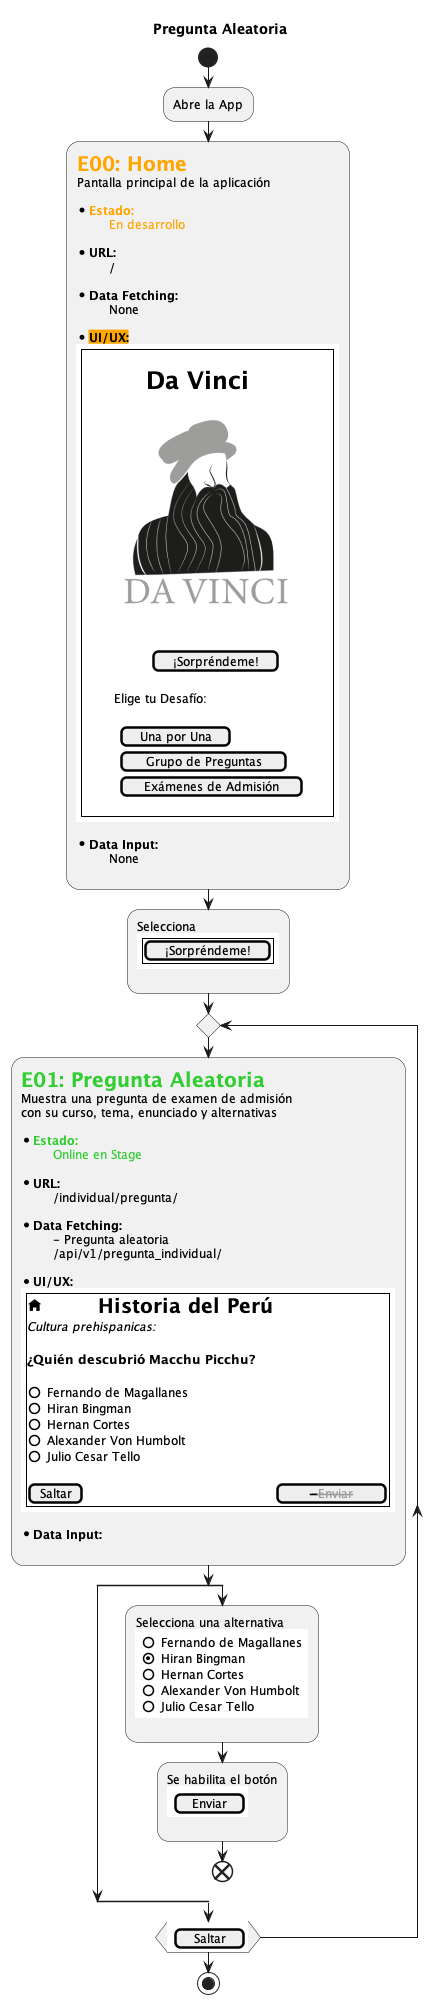 Pregunta Aleatoria
Abre la App
E00: Home
Pantalla principal de la aplicación
• Estado:
En desarrollo
• URL:
/
• Data Fetching:
None
• UI/UX:
Da Vinci
DA VINCI
¡Sorpréndeme!
Elige tu Desafío:
Una por Una
Grupo de Preguntas
Exámenes de Admisión
• Data Input:
None
Selecciona
¡Sorpréndeme!
E01: Pregunta Aleatoria
Muestra una pregunta de examen de admisión
con su curso, tema, enunciado y alternativas
• Estado:
Online en Stage
• URL:
/individual/pregunta/
• Data Fetching:
- Pregunta aleatoria
/api/v1/pregunta_individual/
• UI/UX:
Historia del Perú
Cultura prehispanicas:
¿Quién descubrió Macchu Picchu?
Fernando de Magallanes
Hiran Bingman
Hernan Cortes
Alexander Von Humbolt
Julio Cesar Tello
Saltar
-Enviar
• Data Input:
Selecciona una alternativa
Fernando de Magallanes
Hiran Bingman
Hernan Cortes
Alexander Von Humbolt
Julio Cesar Tello
Se habilita el botón
Enviar
Saltar